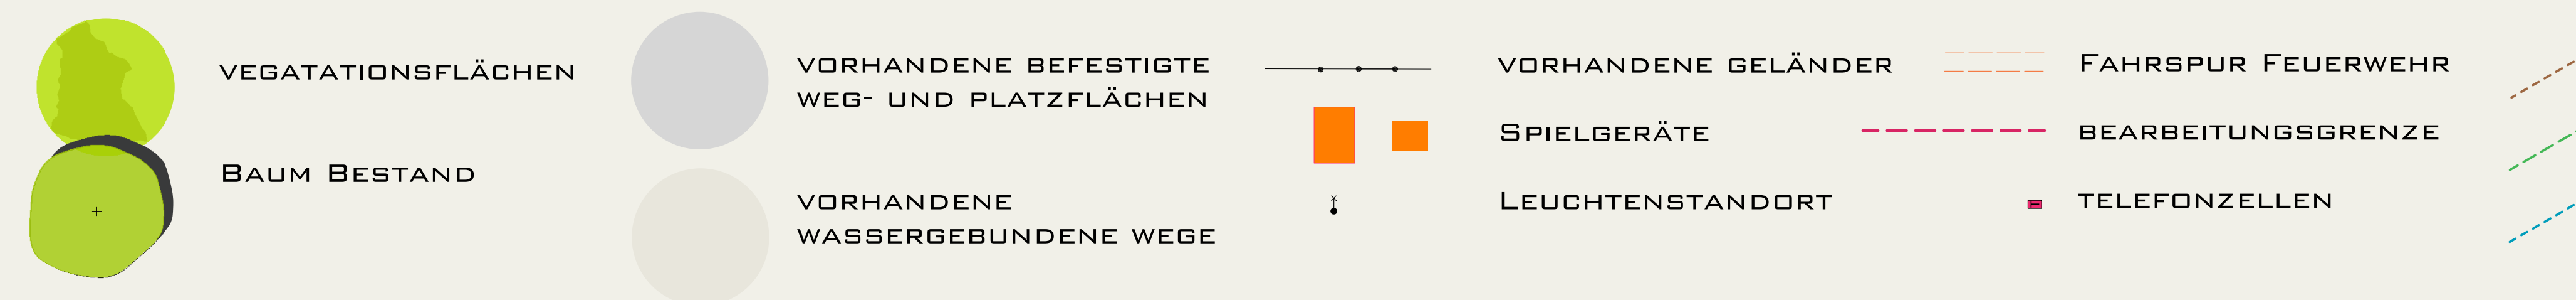 VEGATATIONSFLÄCHEN
BAUM BESTAND
VORHANDENE BEFESTIGTE
WEG- UND PLATZFLÄCHEN
VORHANDENE
WASSERGEBUNDENE WEGE
VORHANDENE GELÄNDER
SPIELGERÄTE
LEUCHTENSTANDORT
FAHRSPUR FEUERWEHR
BEARBEITUNGSGRENZE
TELEFONZELLEN